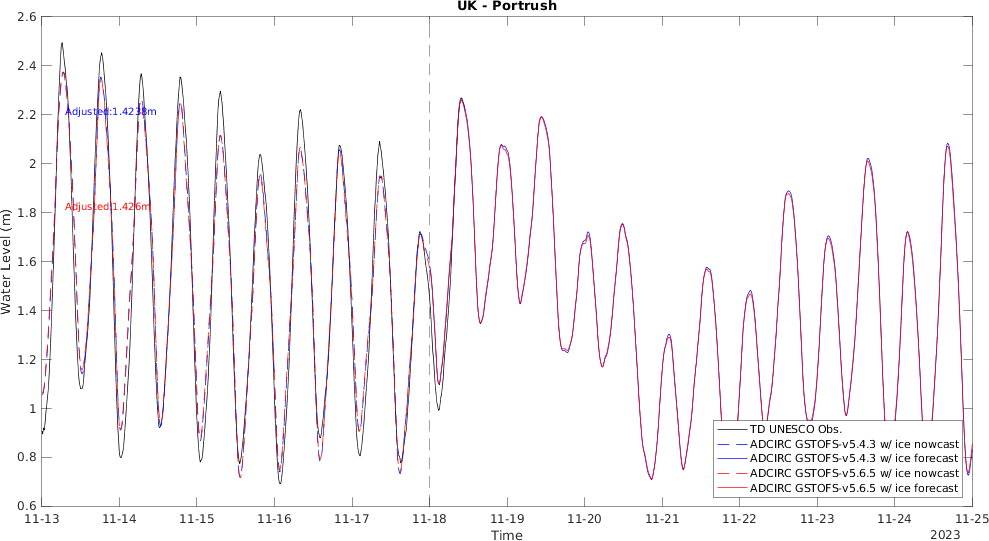 UK - Portrush
2.6
2.4
2.2
2
1.8
1.6
1.4
1.2
1
0.8
0.6
Water Level (m)
Adjusted:1.4238m
Adjusted:1.426m
TD UNESCO Obs.
ADCIRC GSTOFS-v5.4.3 w/ ice nowcast
ADCIRC GSTOFS-v5.4.3 w/ ice forecast
ADCIRC GSTOFS-v5.6.5 w/ ice nowcast
ADCIRC GSTOFS-v5.6.5 w/ ice forecast
11-13 11-14 11-15 11-16 11-17 11-18 11-19 11-20 11-21 11-22 11-23 11-24 11-25
Time
2023